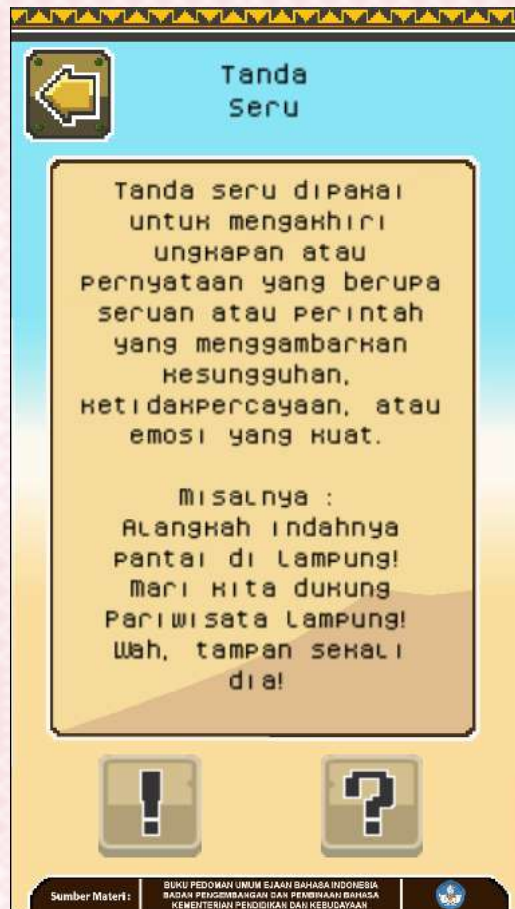 Tanda
Seru
Tanda seru dipakai
untuk mengakhiri
ungkapan atau
pernyataan yang berupa
seruan atau perintah
yang menggambarkan
kesungguhan,
ketidakpercayaan, atau
emosi yang kuat.
Misalnya :
Alangkah indahnya
pantai di Lampung!
Mari kita dukung
Pariwisata Lampung!
Wah, tampan sekali
dia!
!
?
Sumber Materi :
BUKU PEDOMAN UMUM EJAAN BAHASA INDONESIA
BADAN PENGEMBANGAN DAN PEMBINAAN BAHASA
KEMENTERIAN PENDIDIKAN DAN KEBUDAYAAN